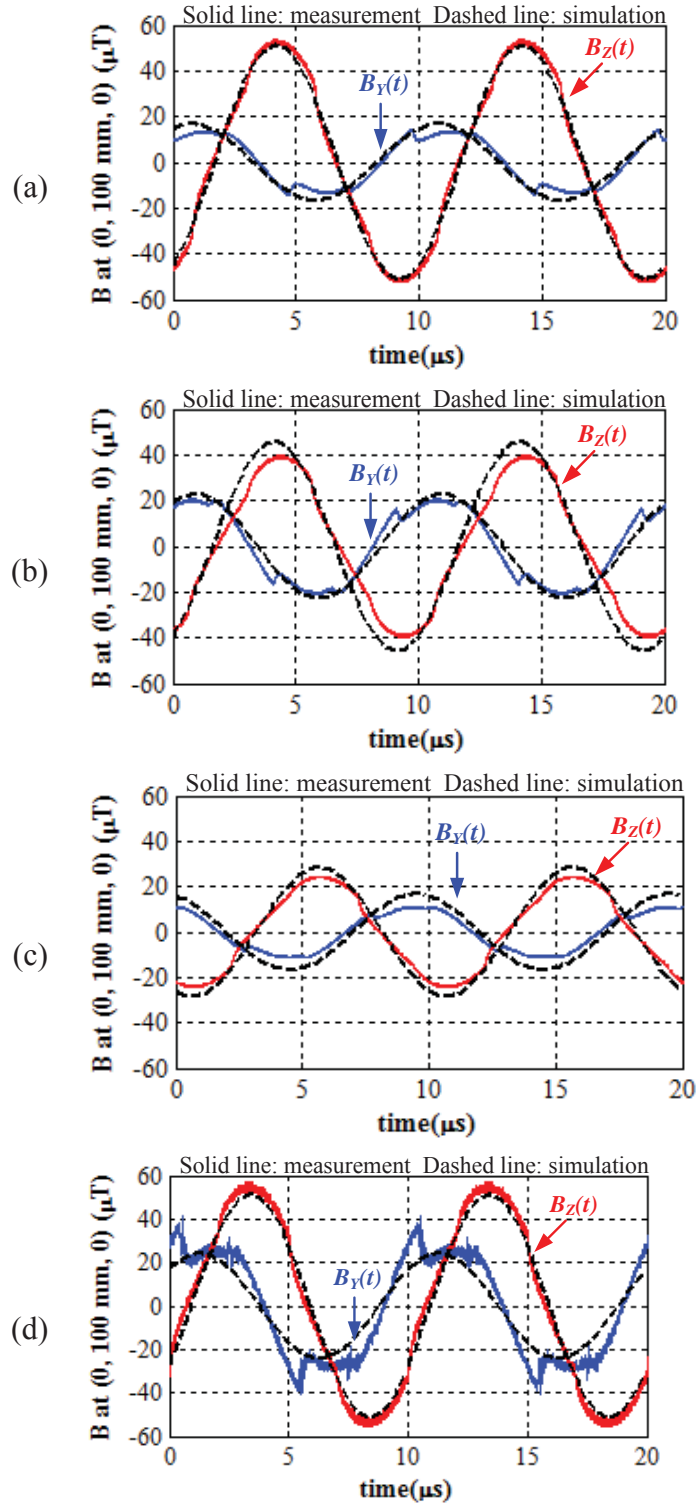 Solid line: measurement Dashed line: simulation
(a)
B at (0, 100 mm, 0) (μT)
60
40
20
0
-20
-40
-60
B_Y(t)
B_Z(t)
0 5 10 15 20
time(μs)
Solid line: measurement Dashed line: simulation
(b)
B at (0, 100 mm, 0) (μT)
60
40
20
0
-20
-40
-60
B_Y(t)
B_Z(t)
0 5 10 15 20
time(μs)
Solid line: measurement Dashed line: simulation
(c)
B at (0, 100 mm, 0) (μT)
60
40
20
0
-20
-40
-60
B_Y(t)
B_Z(t)
0 5 10 15 20
time(μs)
Solid line: measurement Dashed line: simulation
(d)
B at (0, 100 mm, 0) (μT)
60
40
20
0
-20
-40
-60
B_Y(t)
B_Z(t)
0 5 10 15 20
time(μs)